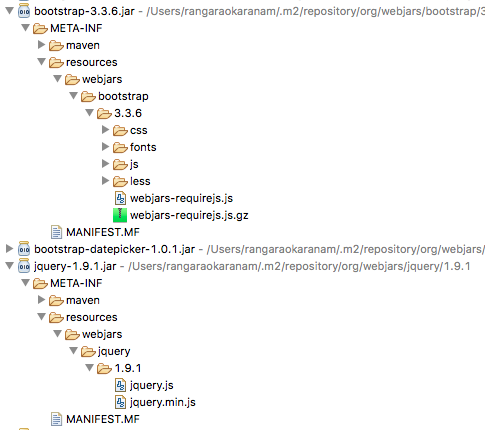 bootstrap-3.3.6.jar - /Users/rangaraokaranam/.m2/repository/org/webjars/bootstrap/3
META-INF
maven
resources
webjars
bootstrap
3.3.6
css
fonts
js
less
webjars-requirejs.js
webjars-requirejs.js.gz
MANIFEST.MF
bootstrap-datepicker-1.0.1.jar - /Users/rangaraokaranam/.m2/repository/org/webjars/
jquery-1.9.1.jar - /Users/rangaraokaranam/.m2/repository/org/webjars/jquery/1.9.1
META-INF
maven
resources
webjars
jquery
1.9.1
jquery.js
jquery.min.js
MANIFEST.MF